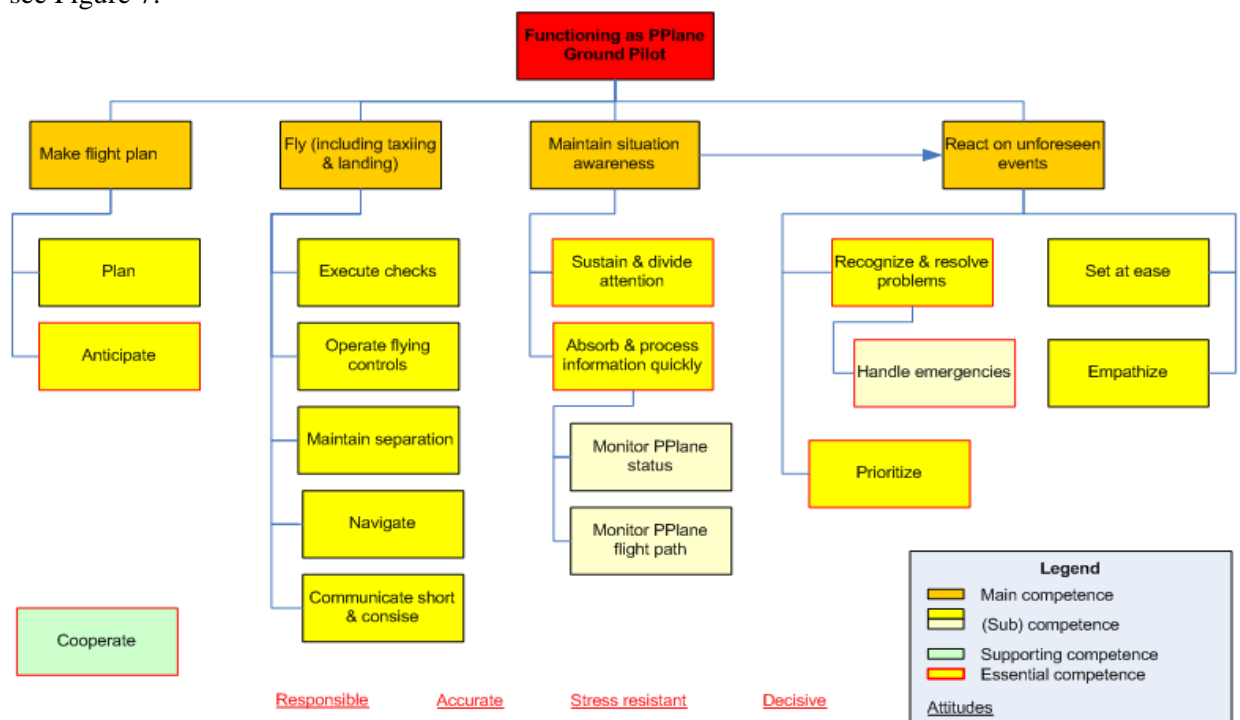 see Figure 7.
Functioning as PPlane
Ground Pilot
Make flight plan
Fly (including taxiing
& landing)
Maintain situation
awareness
React on unforeseen
events
Plan
Anticipate
Execute checks
Operate flying
controls
Maintain separation
Navigate
Communicate short
& consise
Sustain & divide
attention
Absorb & process
information quickly
Monitor PPlane
status
Monitor PPlane
flight path
Recognize & resolve
problems
Handle emergencies
Prioritize
Set at ease
Empathize
Cooperate
Responsible
Accurate
Stress resistant
Decisive
Legend
Main competence
(Sub) competence
Supporting competence
Essential competence
Attitudes